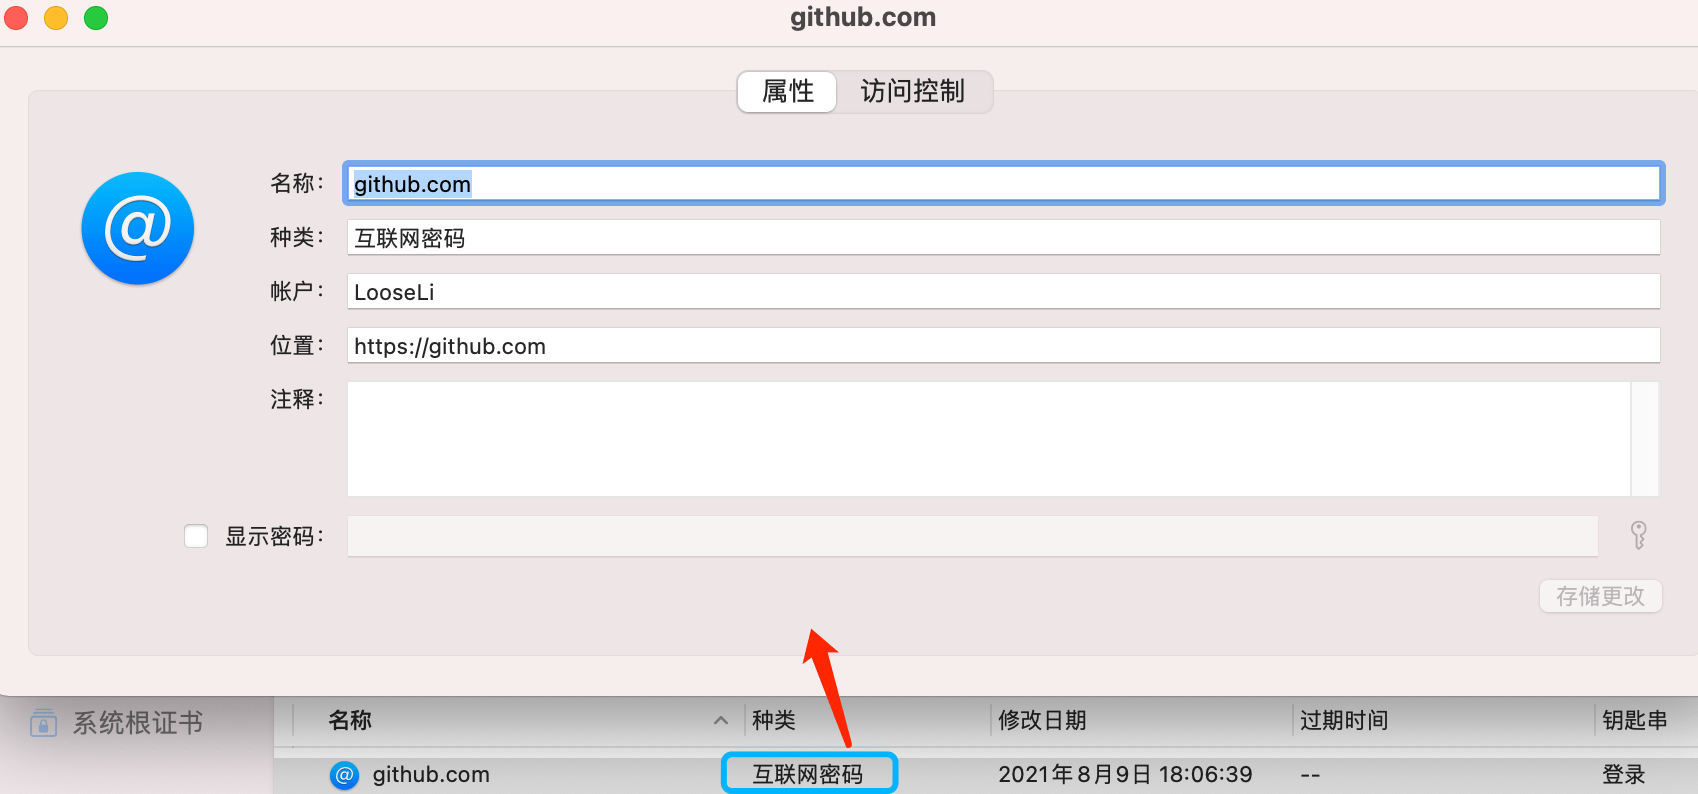 github.com
属性 访问控制
名称： github.com
种类： 互联网密码
帐户： LooseLi
位置： https://github.com
注释：
显示密码：
存储更改
系统根证书 名称 种类 修改日期 过期时间 钥匙串
@ github.com 互联网密码 2021年8月9日 18:06:39 -- 登录